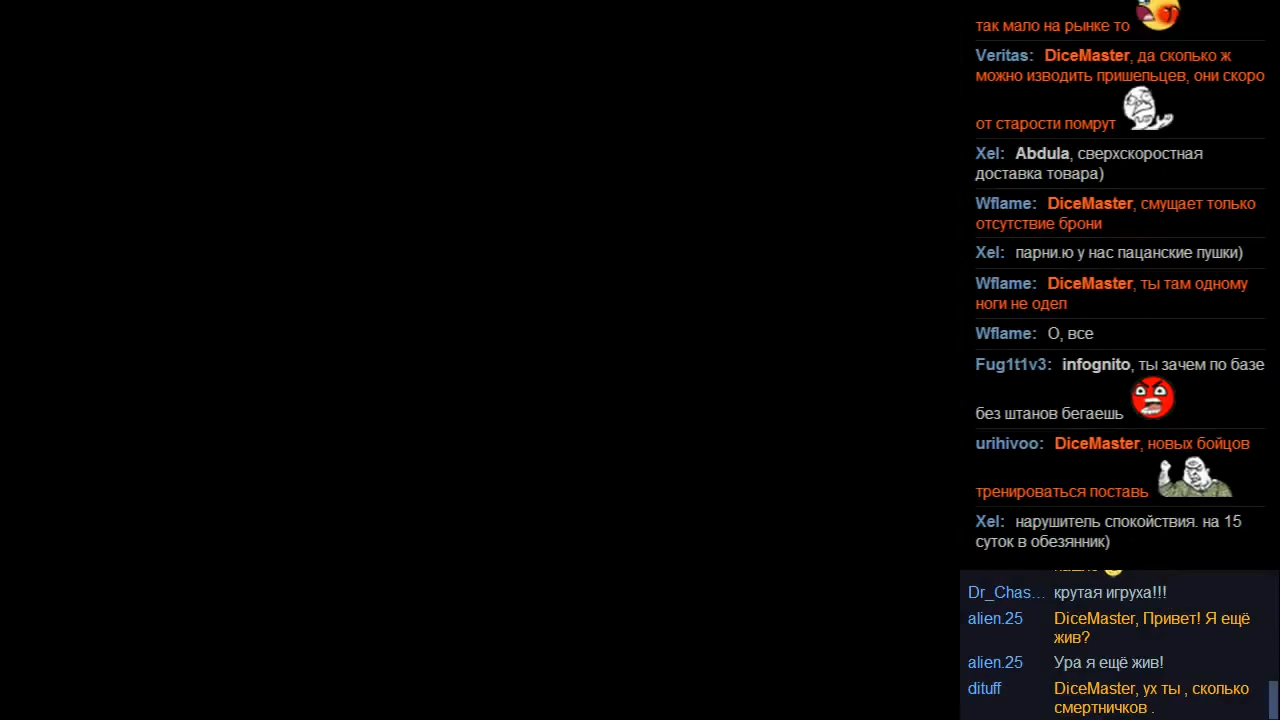 так мало на рынке то
Veritas: DiceMaster, да сколько ж
можно изводить пришельцев, они скоро
от старости помрут
Xel: Abdula, сверхскоростная
доставка товара)
Wflame: DiceMaster, смущает только
отсутствие брони
Xel: парни.ю у нас пацанские пушки)
Wflame: DiceMaster, ты там одному
ноги не одел
Wflame: О, все
Fug1t1v3: infognito, ты зачем по базе
без штанов бегаешь
urihivoo: DiceMaster, новых бойцов
тренироваться поставь
Xel: нарушитель спокойствия. на 15
суток в обезянник)
Dr_Chas... крутая игруха!!!
alien.25 DiceMaster, Привет! Я ещё
жив?
alien.25 Ура я ещё жив!
dituff DiceMaster, ух ты , сколько
смертничков .